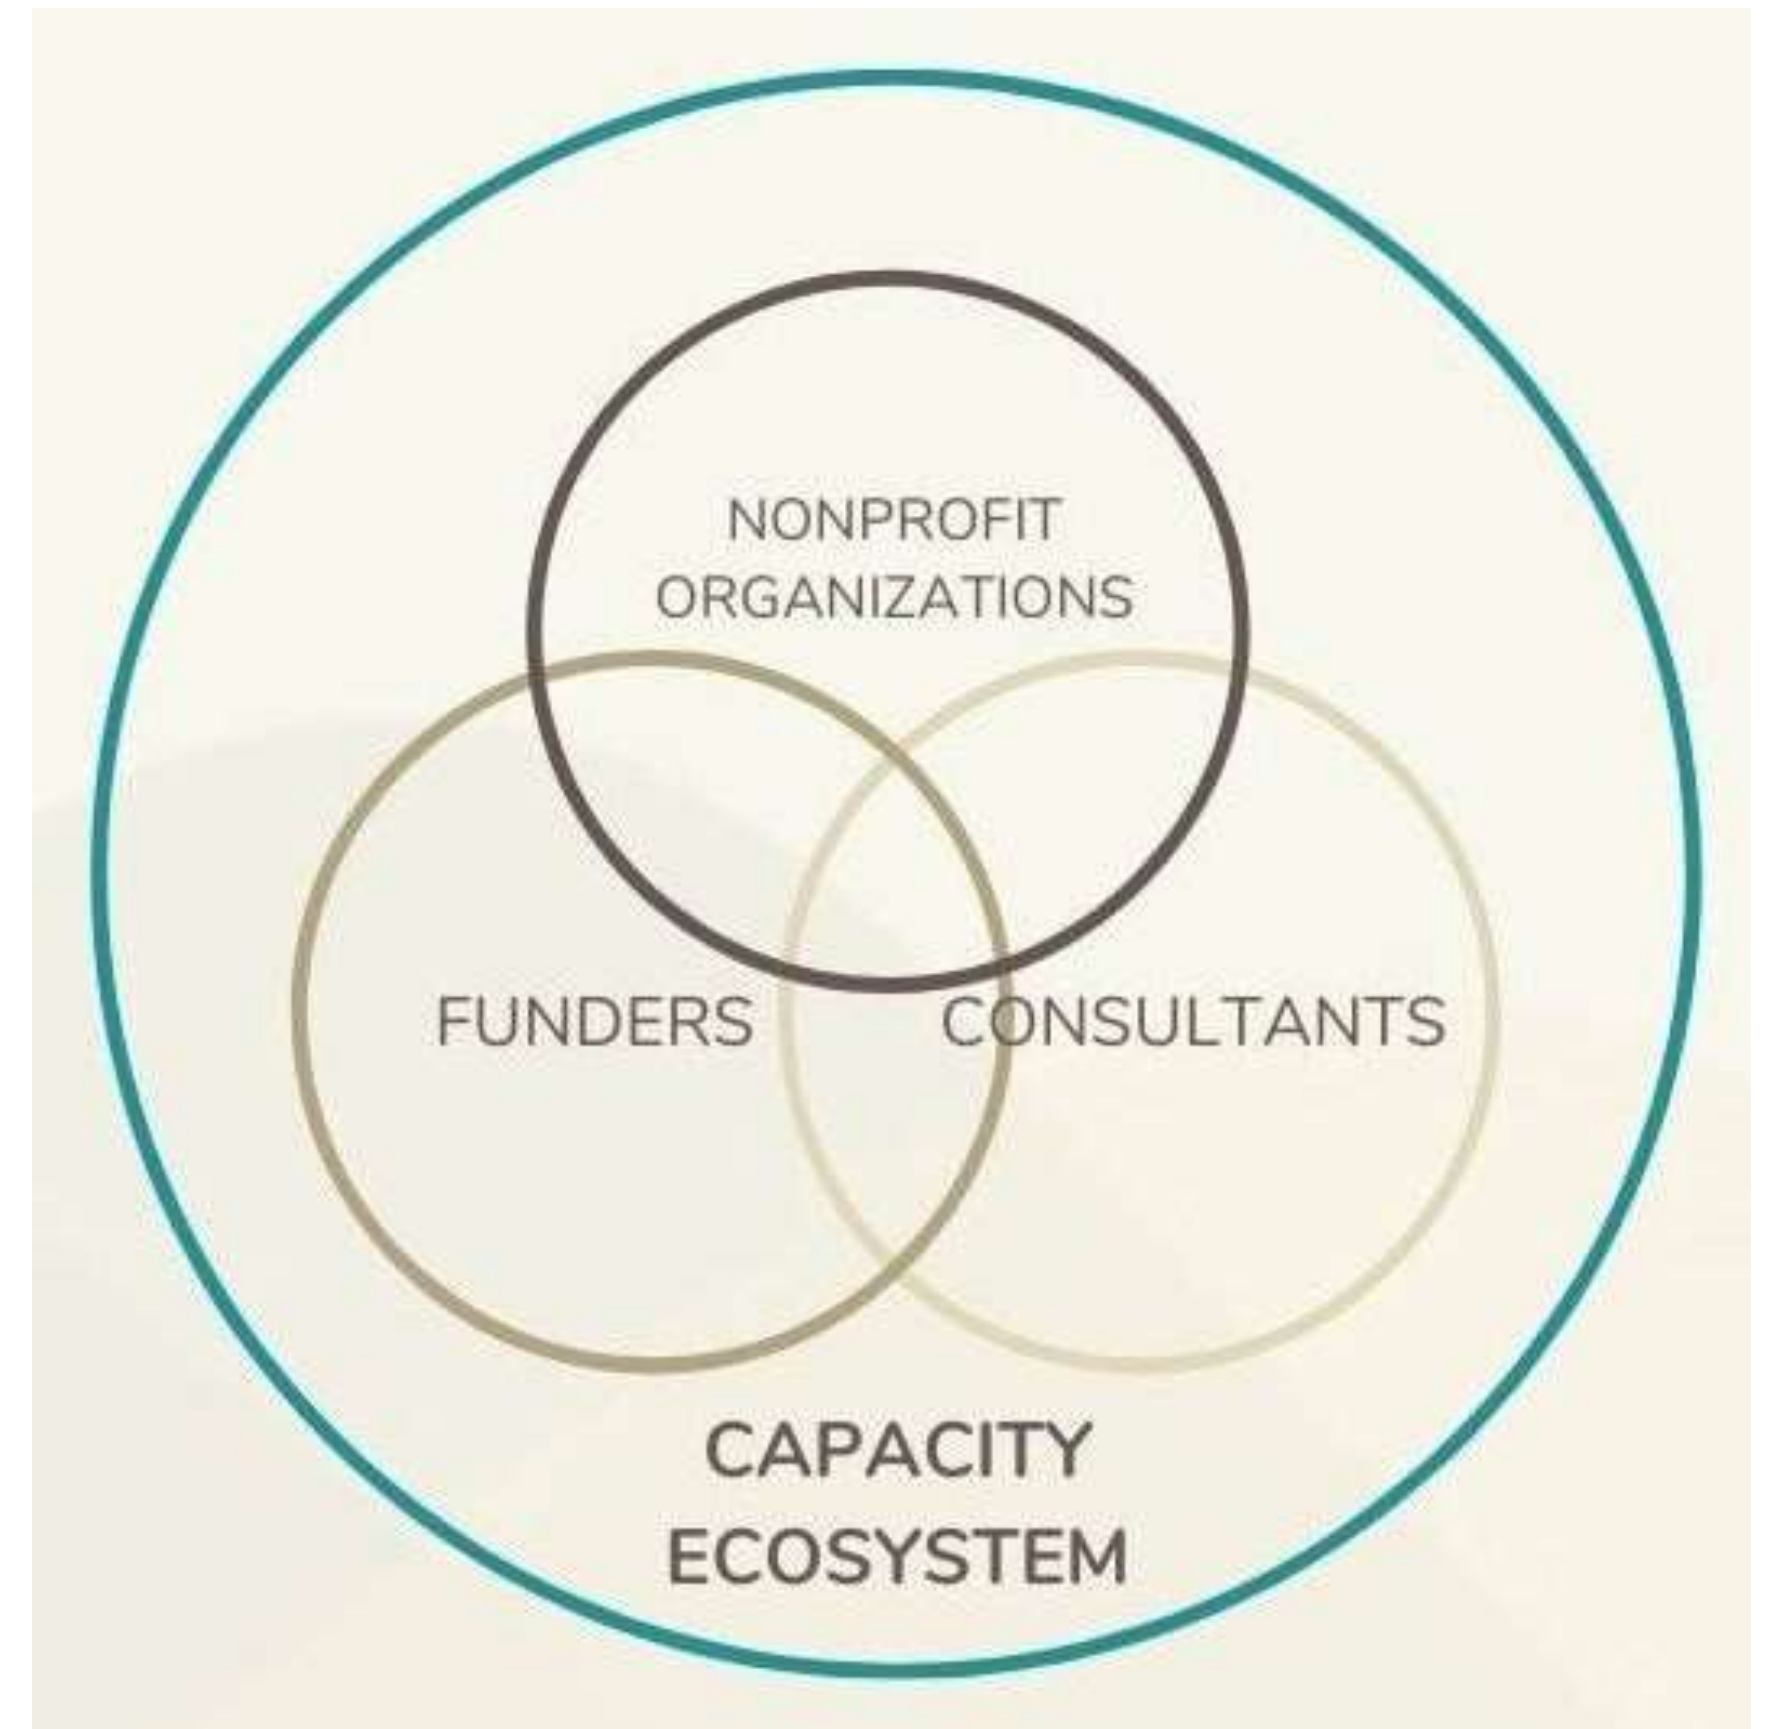 NONPROFIT
ORGANIZATIONS
FUNDERS
CONSULTANTS
CAPACITY
ECOSYSTEM